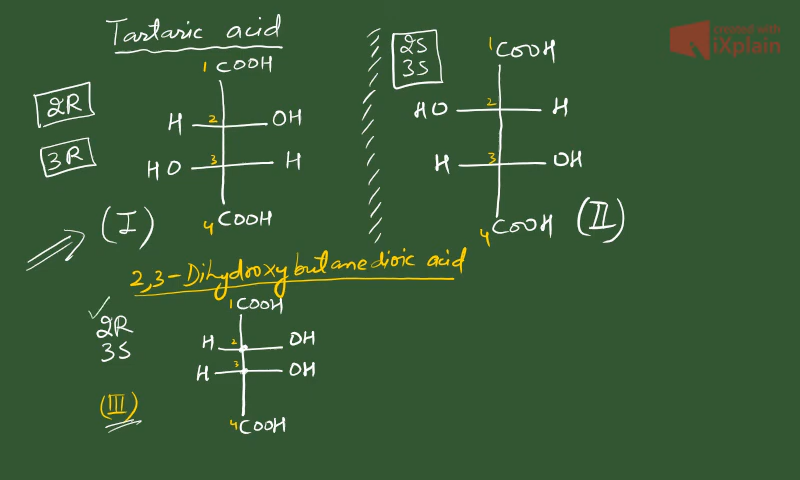 Tartaric acid
created with
iXplain
2R
3R
1 COOH
H 2 OH
HO 3 H
4 COOH
(I)
2S
3S
1 COOH
HO 2 H
H 3 OH
4 COOH
(II)
2,3-Dihydroxybutanedioic acid
2R
3S
(III)
1 COOH
H 2 OH
H 3 OH
4 COOH